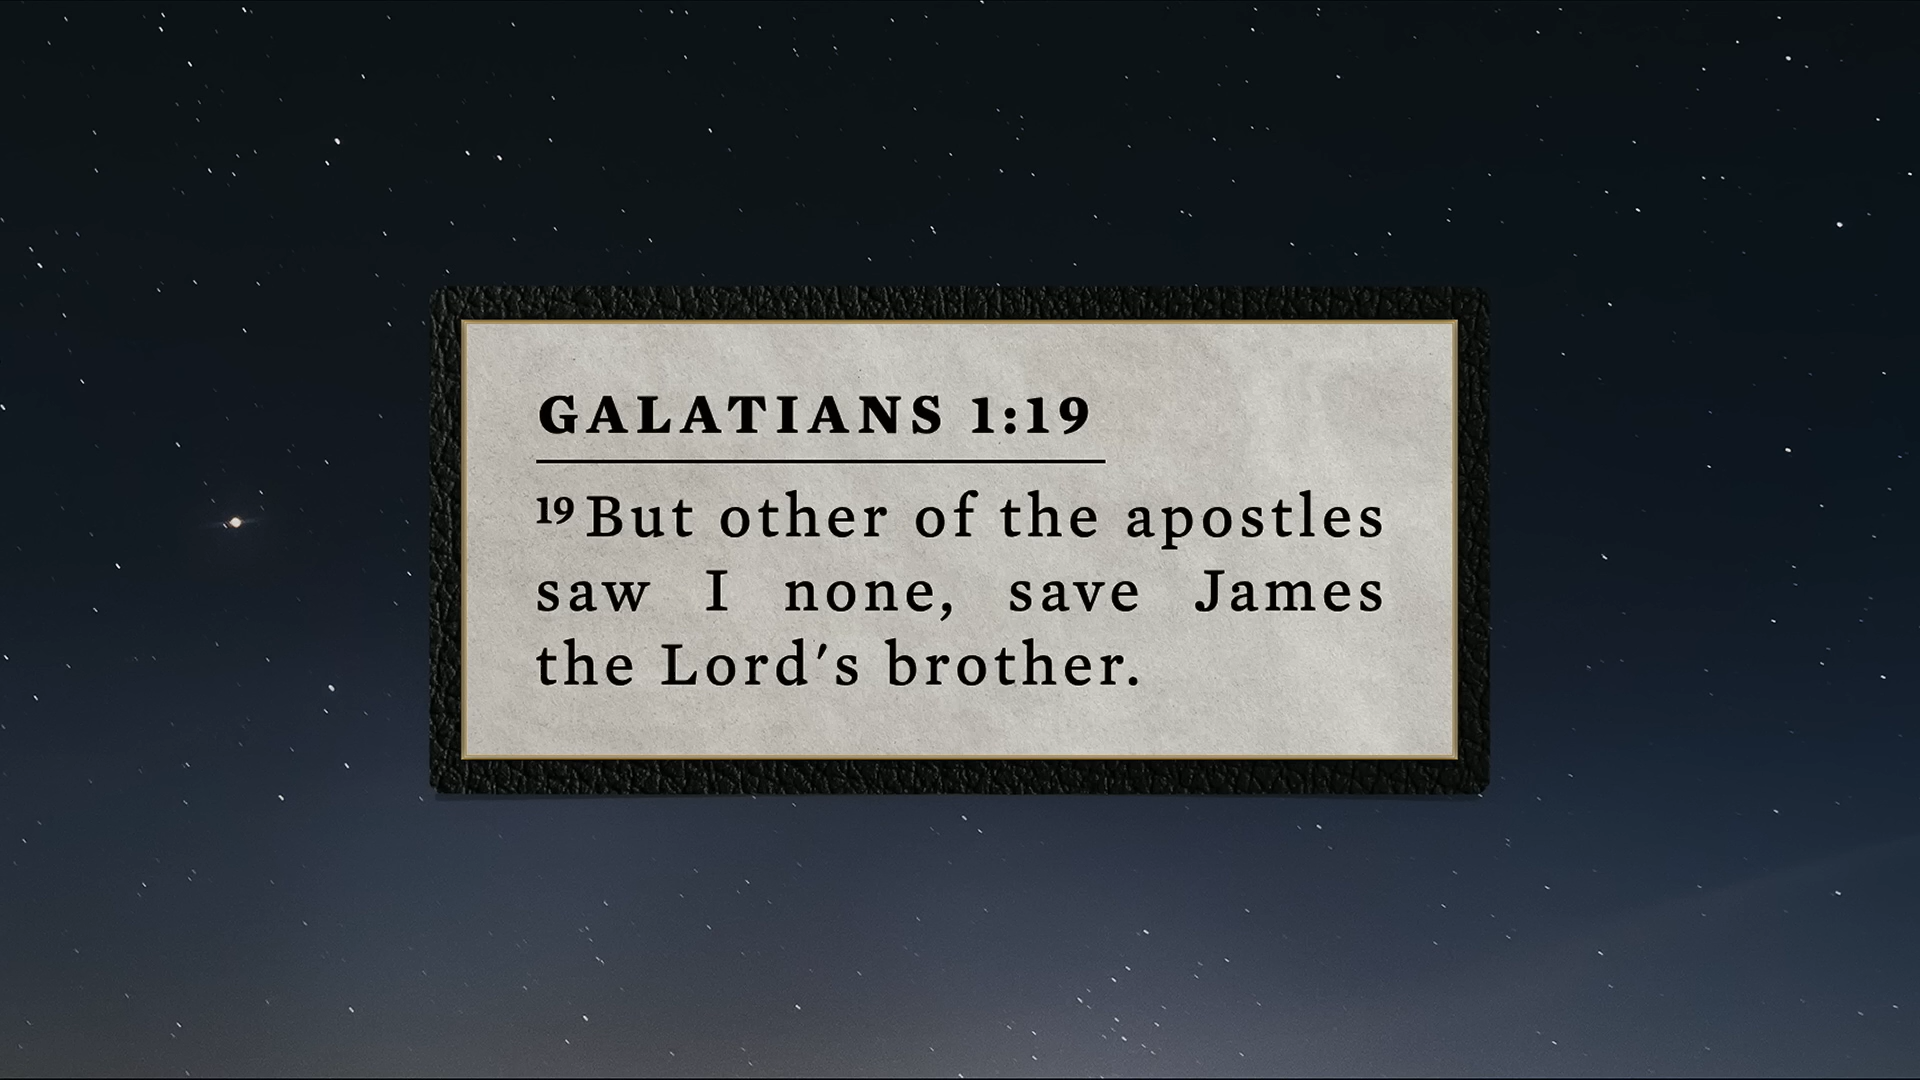 GALATIANS 1:19
19 But other of the apostles
saw I none, save James
the Lord's brother.